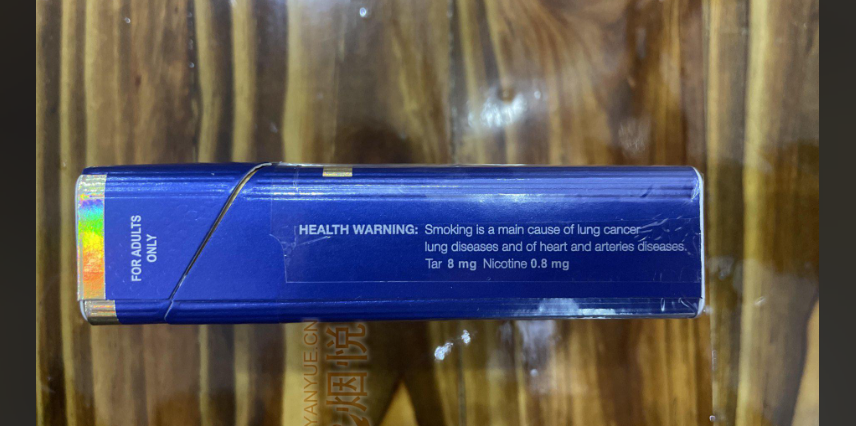 FOR ADULTS
ONLY
HEALTH WARNING: Smoking is a main cause of lung cancer
lung diseases and of heart and arteries diseases.
Tar 8 mg Nicotine 0.8 mg
YANYUE.CN
烟悦